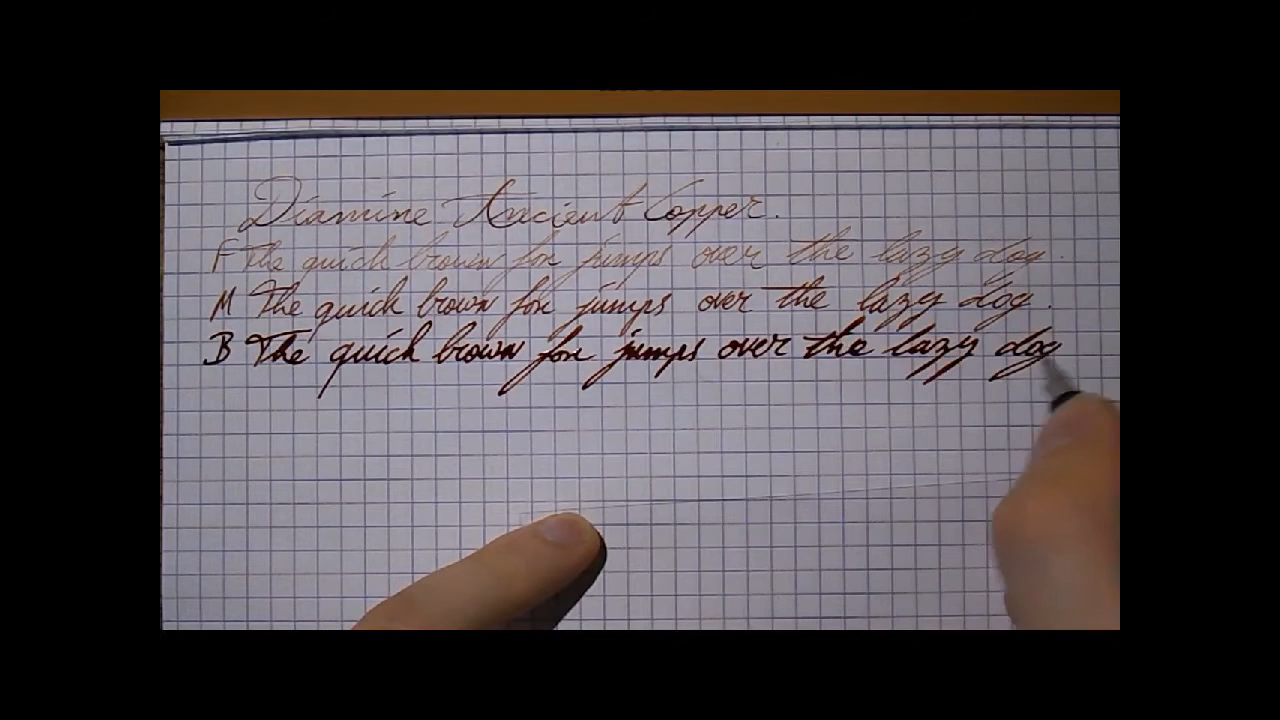 Diamine Ancient Copper.
F The quick brown fox jumps over the lazy dog.
M The quick brown fox jumps over the lazy dog.
B The quick brown fox jumps over the lazy dog